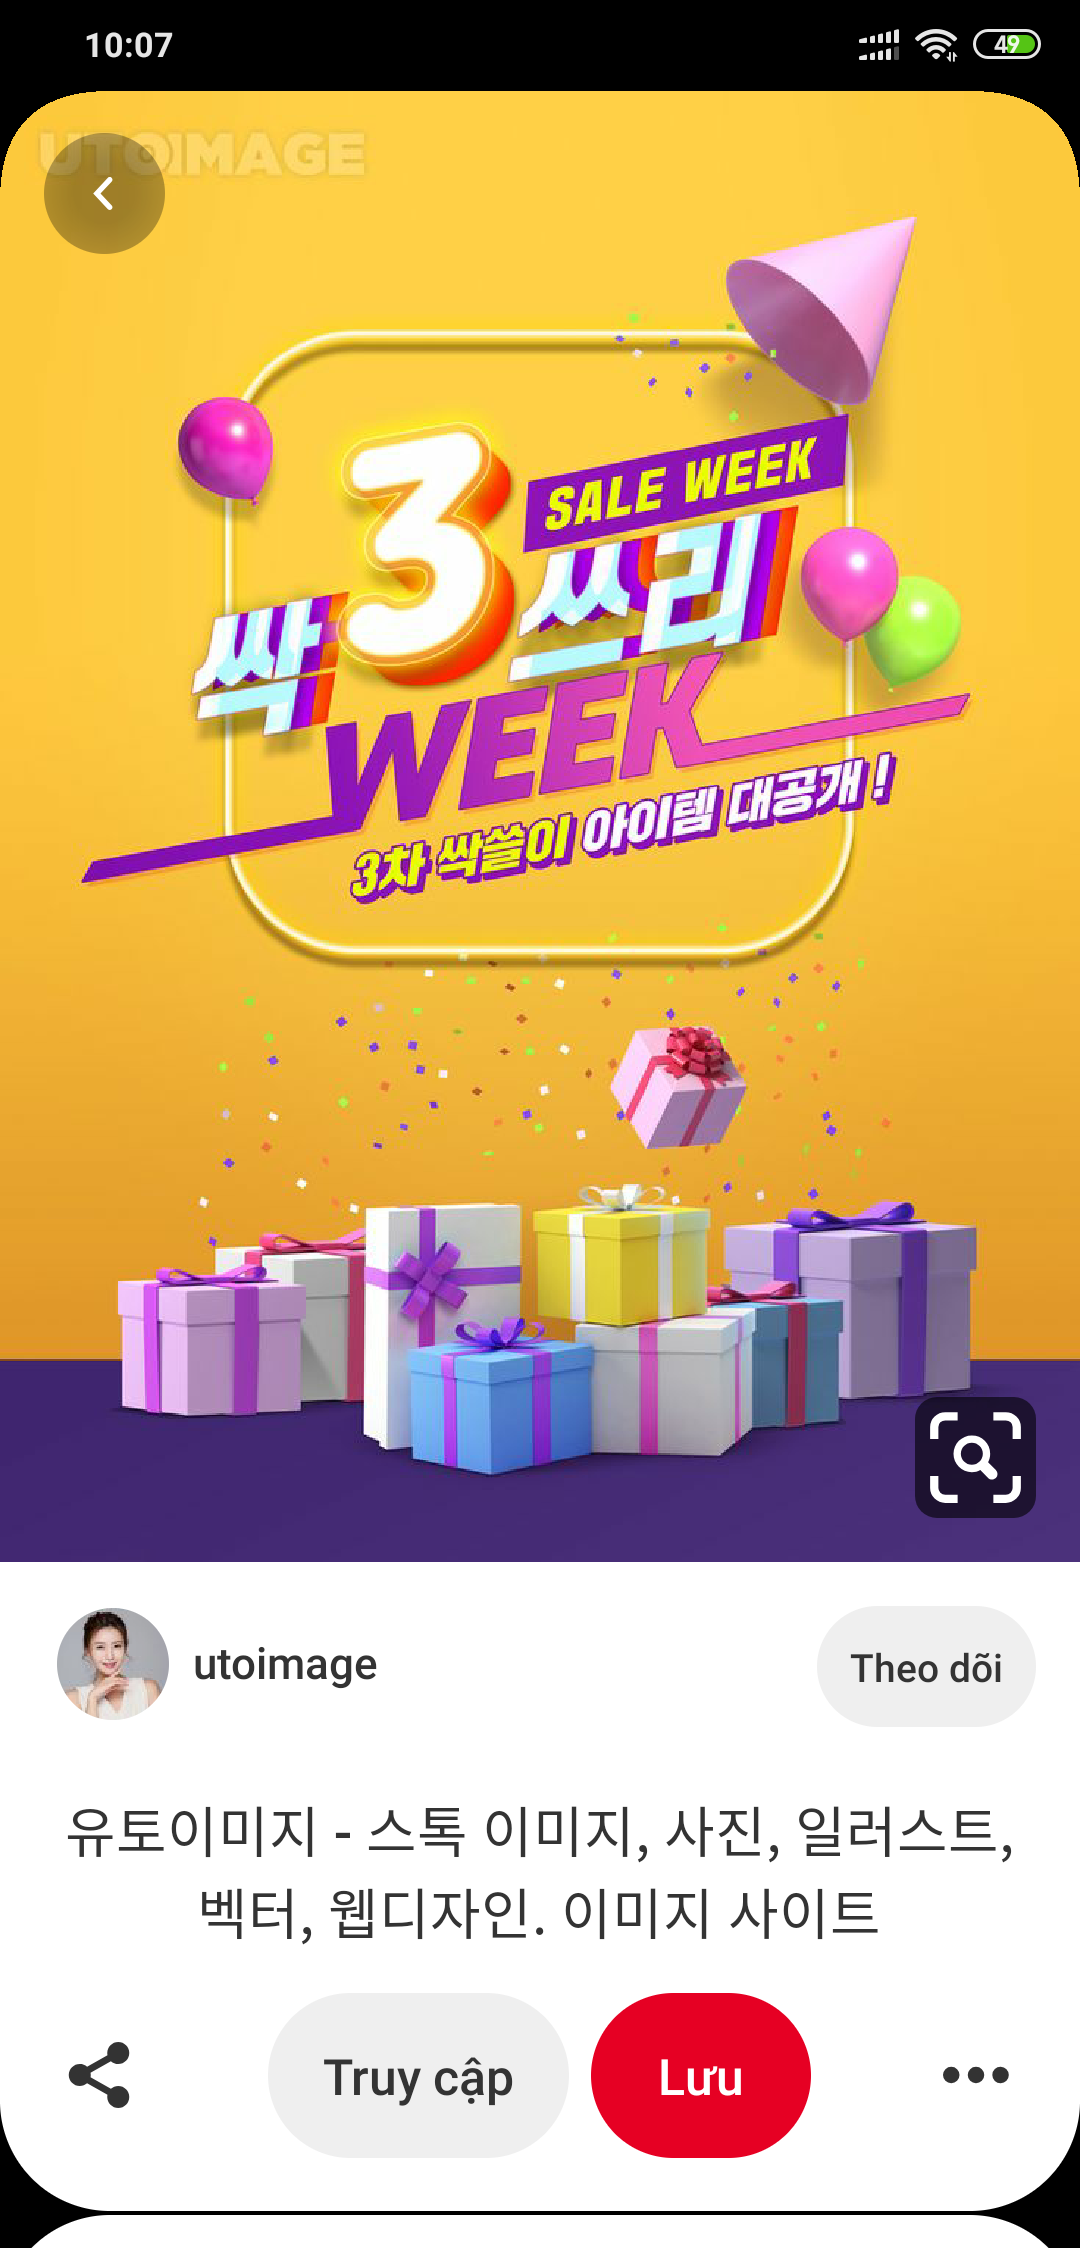 10:07
49
UTOIMAGE
SALE WEEK
싹3쓰리
WEEK
3차 싹쓸이 아이템 대공개 !
utoimage
Theo dõi
유토이미지 - 스톡 이미지, 사진, 일러스트,
벡터, 웹디자인. 이미지 사이트
Truy cập
Lưu